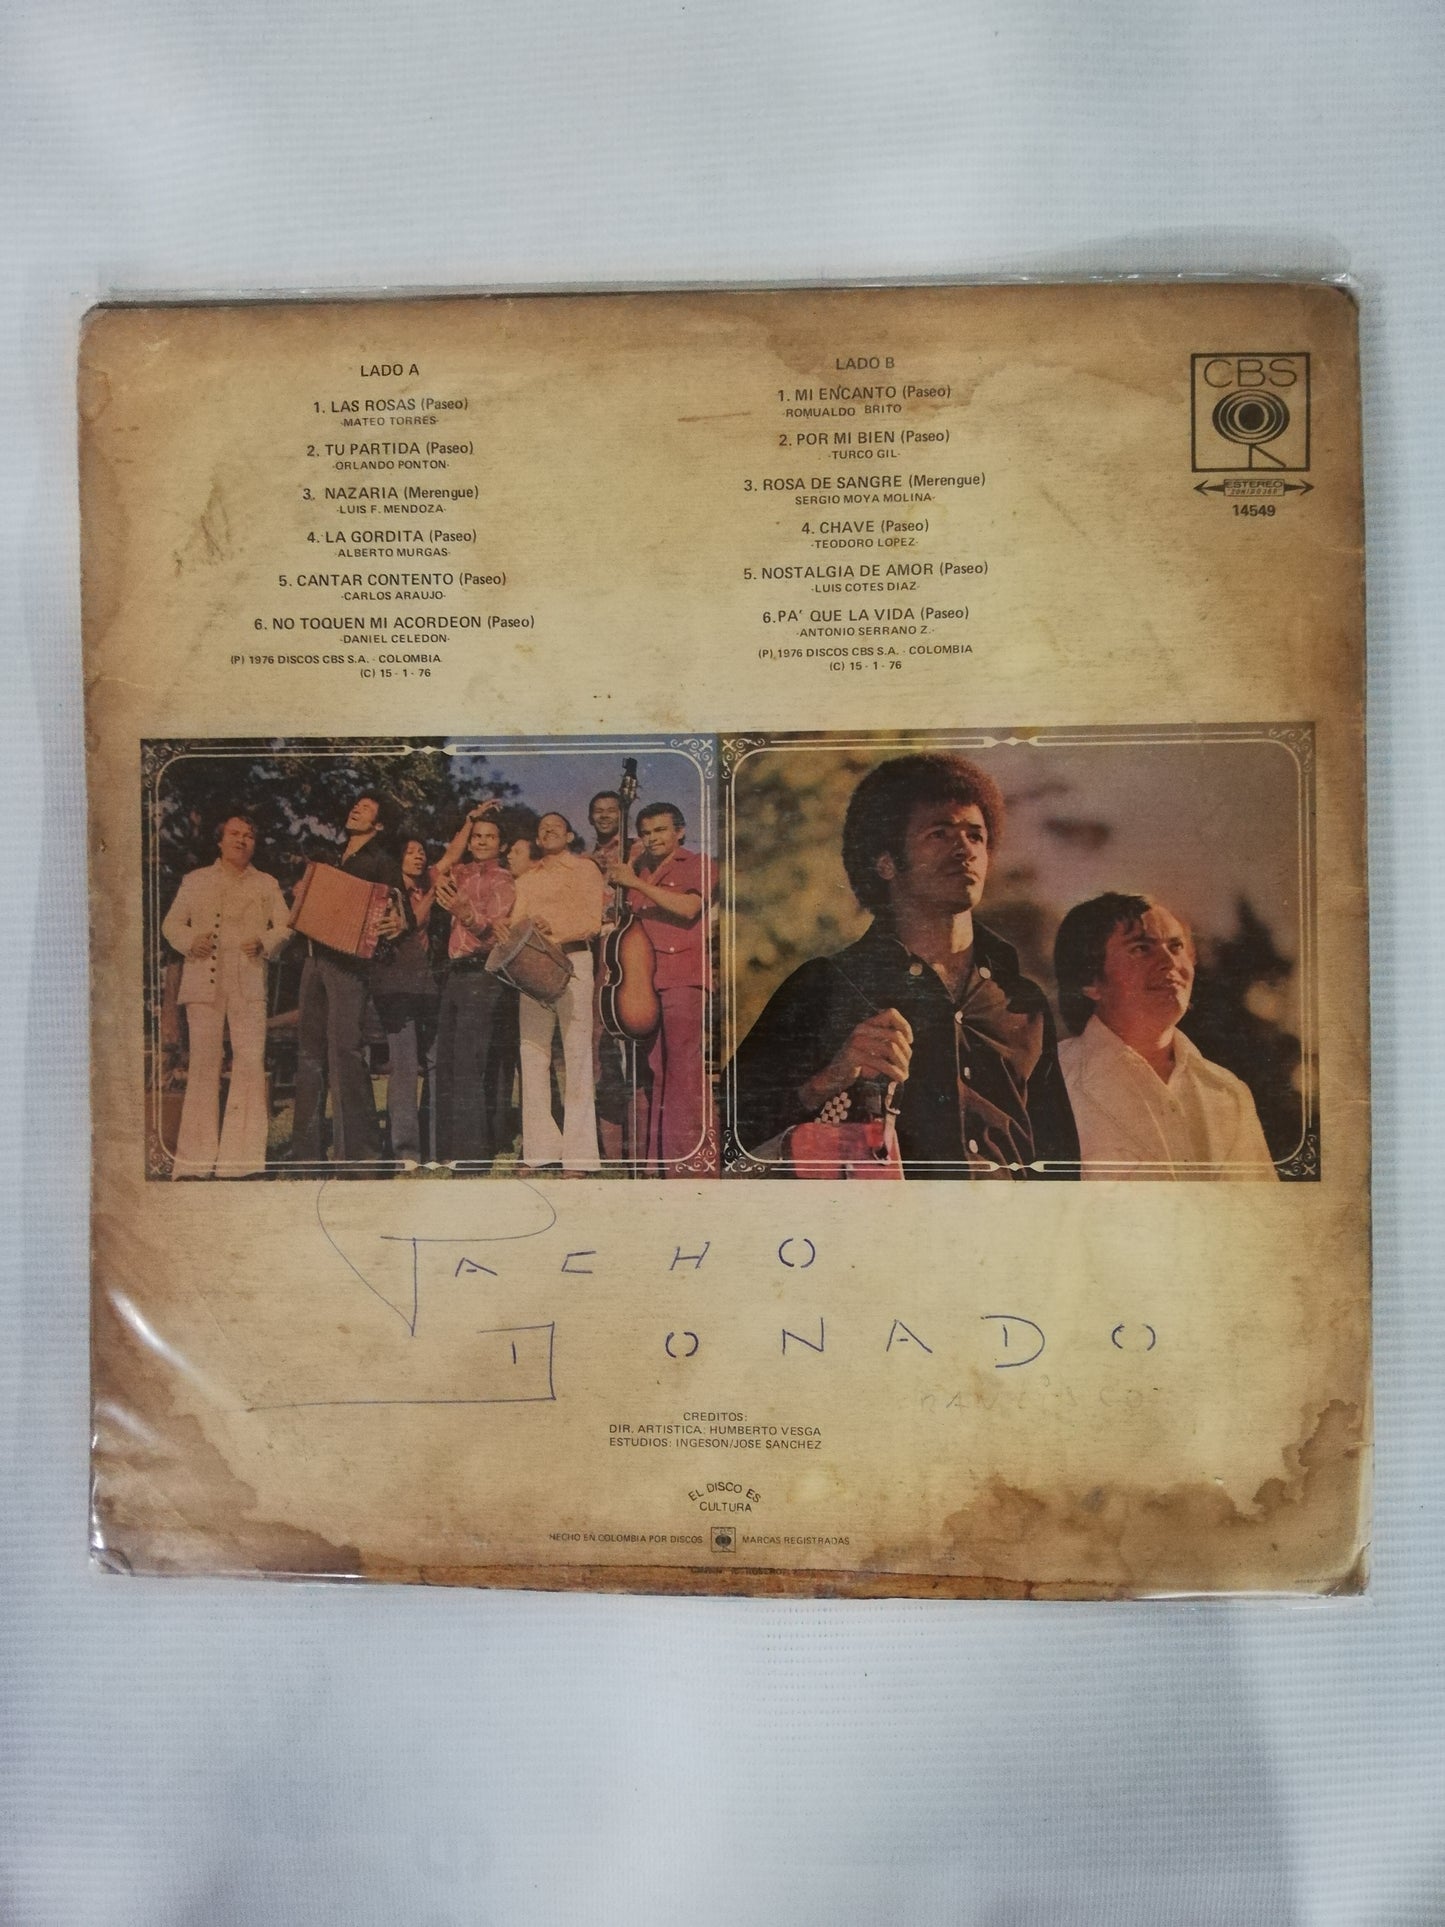 LADO A
1. LAS ROSAS (Paseo)
-MATEO TORRES-
2. TU PARTIDA (Paseo)
-ORLANDO PONTON-
3. NAZARIA (Merengue)
-LUIS F. MENDOZA-
4. LA GORDITA (Paseo)
-ALBERTO MURGAS-
5. CANTAR CONTENTO (Paseo)
-CARLOS ARAUJO-
6. NO TOQUEN MI ACORDEON (Paseo)
-DANIEL CELEDON-
(P) 1976 DISCOS CBS S.A. - COLOMBIA
(C) 15 - 1 - 76
LADO B
1. MI ENCANTO (Paseo)
-ROMUALDO BRITO
2. POR MI BIEN (Paseo)
-TURCO GIL-
3. ROSA DE SANGRE (Merengue)
SERGIO MOYA MOLINA-
4. CHAVE (Paseo)
-TEODORO LOPEZ-
5. NOSTALGIA DE AMOR (Paseo)
-LUIS COTES DIAZ-
6.PA' QUE LA VIDA (Paseo)
-ANTONIO SERRANO Z.-
(P) 1976 DISCOS CBS S.A. - COLOMBIA
(C) 15 - 1 - 76
CBS
ESTEREO
SONIDO 360
14549
PACHO
DONADO
CREDITOS:
DIR. ARTISTICA: HUMBERTO VESGA
ESTUDIOS: INGESON/JOSE SANCHEZ
EL DISCO ES
CULTURA
HECHO EN COLOMBIA POR DISCOS CBS MARCAS REGISTRADAS